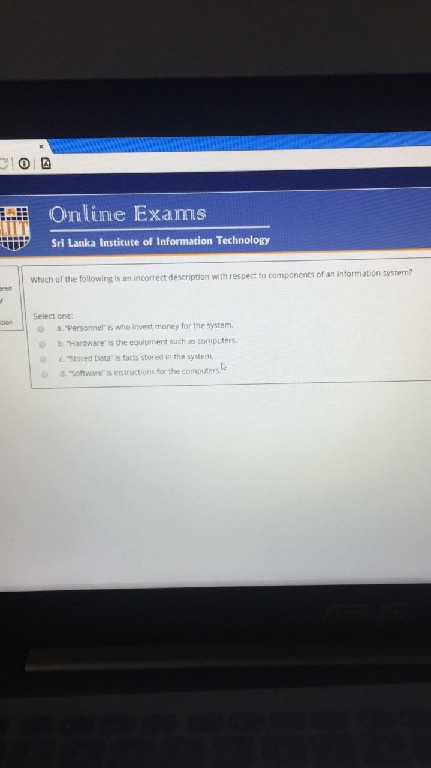 x
Online Exams
SLIIT
Sri Lanka Institute of Information Technology
Which of the following is an incorrect description with respect to components of an information system?
Select one:
a. "Personnel" is who invest money for the system.
b. "Hardware" is the equipment such as computers.
c. "Stored Data" is facts stored in the system.
d. "Software" is instructions for the computers.
ASUS